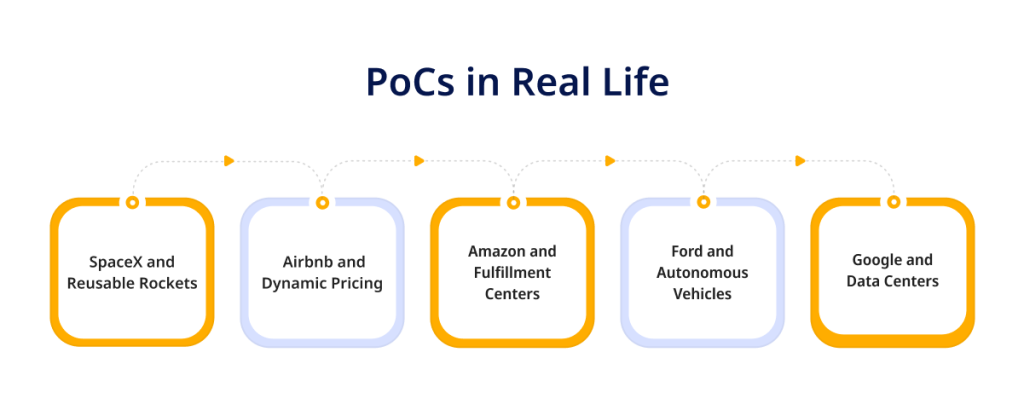 PoCs in Real Life
SpaceX and
Reusable Rockets
Airbnb and
Dynamic Pricing
Amazon and
Fulfillment
Centers
Ford and
Autonomous
Vehicles
Google and
Data Centers